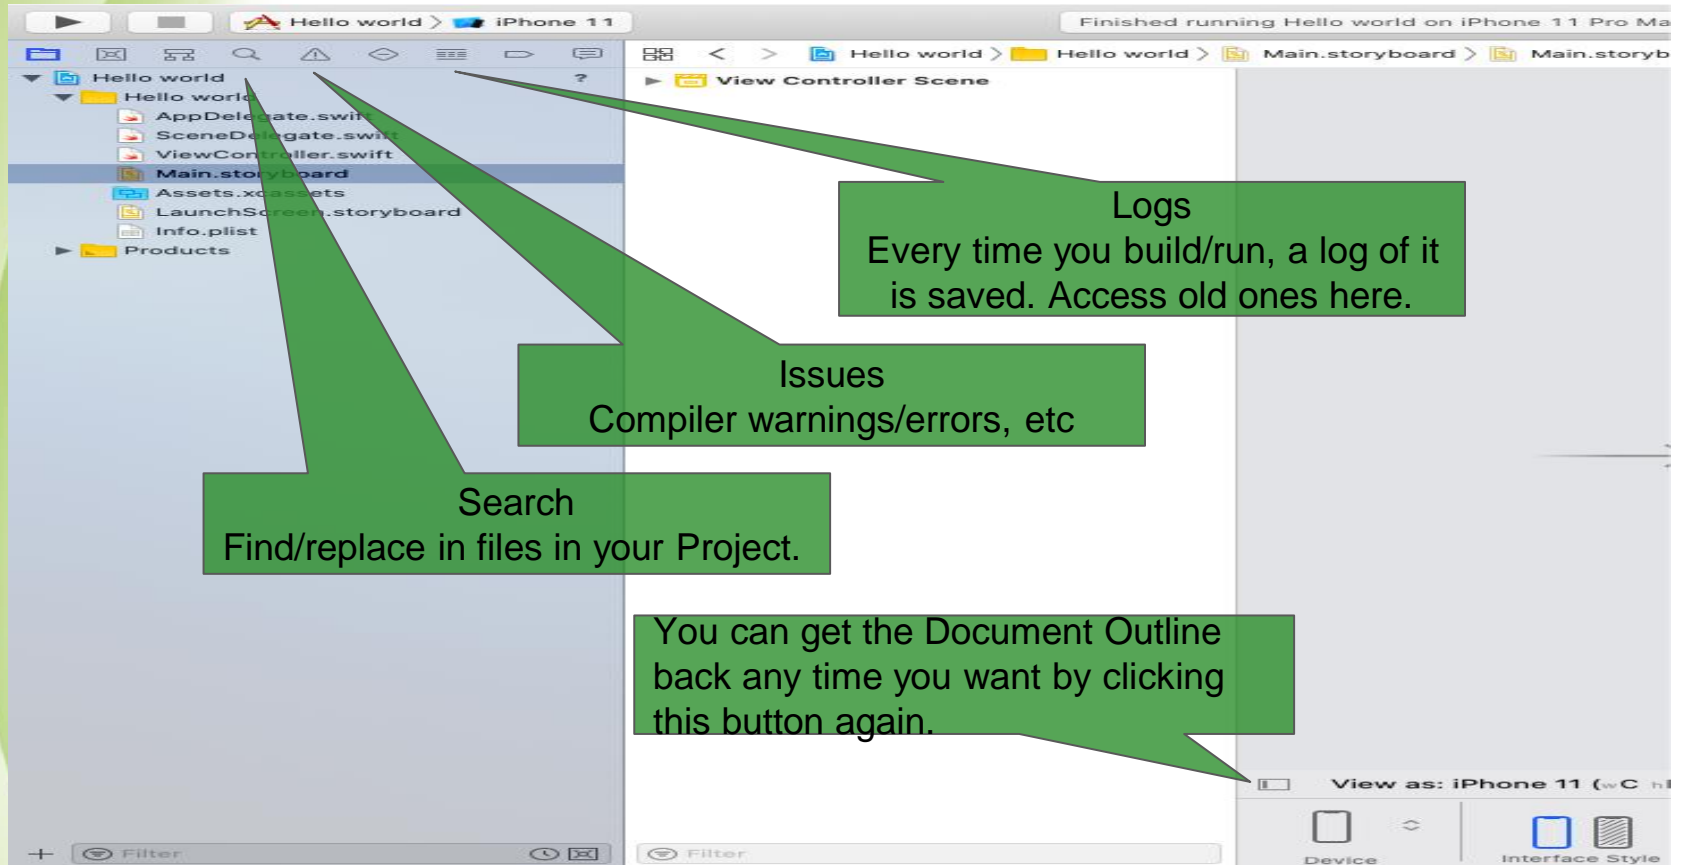 Hello world
iPhone 11
Finished running Hello world on iPhone 11 Pro Ma
Hello world
Hello world
Main.storyboard
Main.storyb
Hello world
?
Hello world
AppDelegate.swift
SceneDelegate.swift
ViewController.swift
Main.storyboard
Assets.xcassets
LaunchScreen.storyboard
Info.plist
Products
View Controller Scene
Logs
Every time you build/run, a log of it
is saved. Access old ones here.
Issues
Compiler warnings/errors, etc
Search
Find/replace in files in your Project.
You can get the Document Outline
back any time you want by clicking
this button again.
View as: iPhone 11 (wC h
Filter
Filter
Device
Interface Style